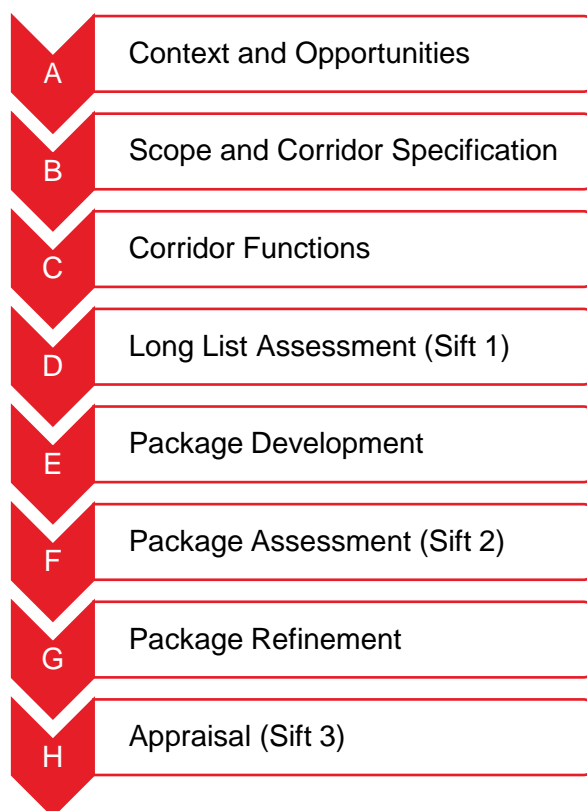 A
Context and Opportunities
B
Scope and Corridor Specification
C
Corridor Functions
D
Long List Assessment (Sift 1)
E
Package Development
F
Package Assessment (Sift 2)
G
Package Refinement
H
Appraisal (Sift 3)